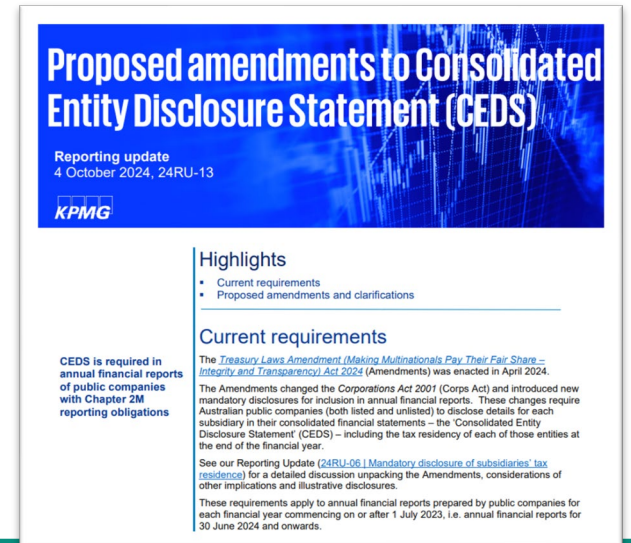 Proposed amendments to Consolidated
Entity Disclosure Statement (CEDS)
Reporting update
4 October 2024, 24RU-13
KPMG
Highlights
▪ Current requirements
▪ Proposed amendments and clarifications
Current requirements
CEDS is required in
annual financial reports
of public companies
with Chapter 2M
reporting obligations
The Treasury Laws Amendment (Making Multinationals Pay Their Fair Share –
Integrity and Transparency) Act 2024 (Amendments) was enacted in April 2024.
The Amendments changed the Corporations Act 2001 (Corps Act) and introduced new
mandatory disclosures for inclusion in annual financial reports. These changes require
Australian public companies (both listed and unlisted) to disclose details for each
subsidiary in their consolidated financial statements – the ‘Consolidated Entity
Disclosure Statement’ (CEDS) – including the tax residency of each of those entities at
the end of the financial year.
See our Reporting Update (24RU-06 | Mandatory disclosure of subsidiaries’ tax
residence) for a detailed discussion unpacking the Amendments, considerations of
other implications and illustrative disclosures.
These requirements apply to annual financial reports prepared by public companies for
each financial year commencing on or after 1 July 2023, i.e. annual financial reports for
30 June 2024 and onwards.